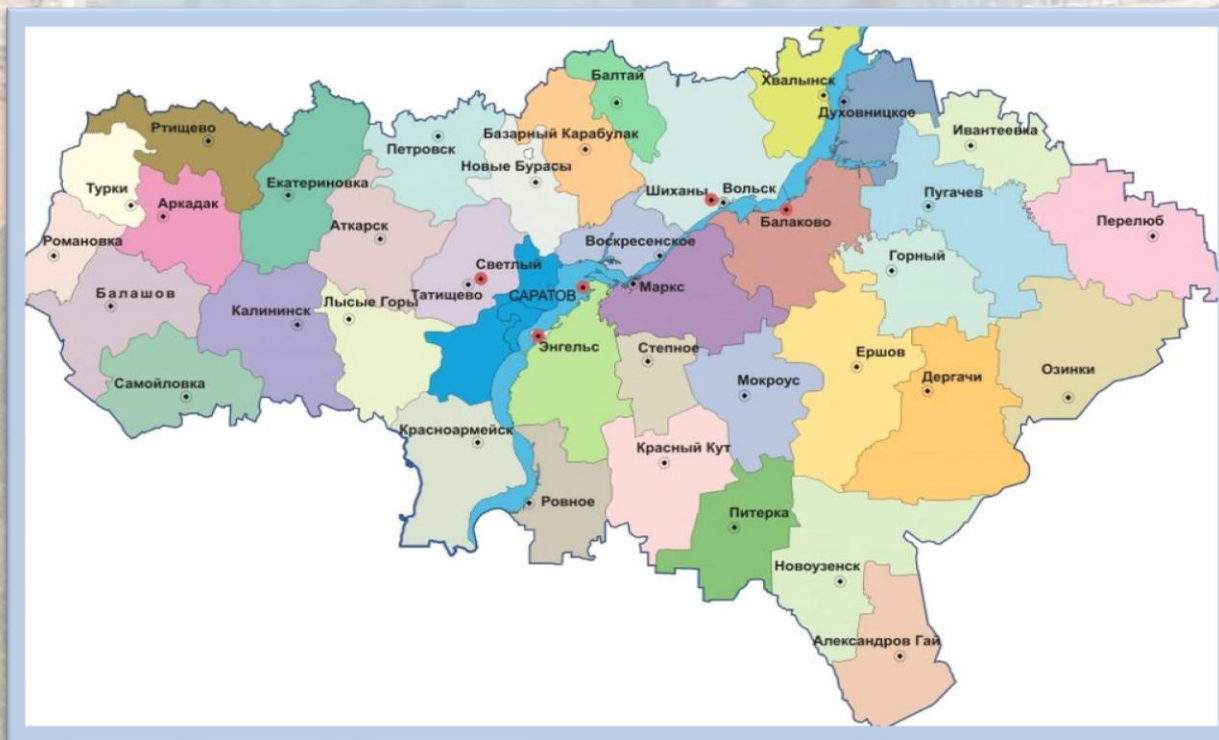 Балтай
Хвалынск
Духовницкое
Ртищево
Базарный Карабулак
Ивантеевка
Петровск
Новые Бурасы
Турки
Екатериновка
Шиханы
Вольск
Пугачев
Аркадак
Балаково
Перелюб
Аткарск
Романовка
Воскресенское
Горный
Светлый
Балашов
Татищево
САРАТОВ
Маркс
Лысые Горы
Калининск
Энгельс
Степное
Ершов
Озинки
Самойловка
Мокроус
Дергачи
Красноармейск
Красный Кут
Ровное
Питерка
Новоузенск
Александров Гай